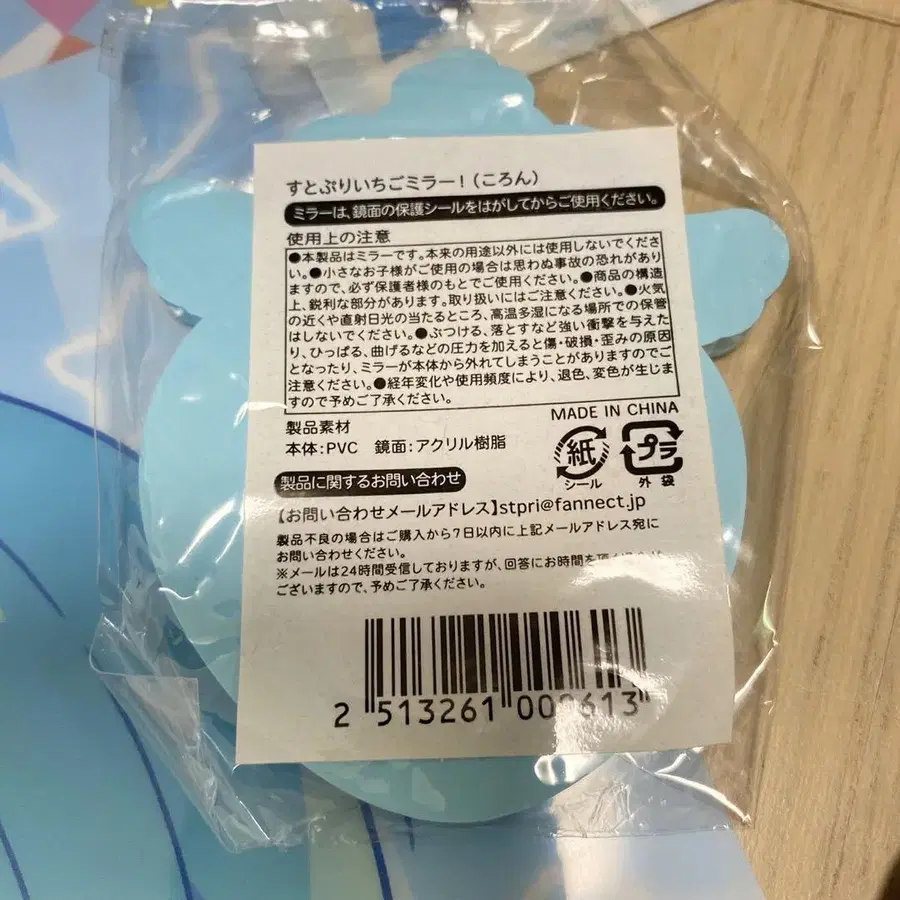 すとぷりいちごミラー！（ころん）
ミラーは、鏡面の保護シールをはがしてからご使用ください。
使用上の注意
●本製品はミラーです。本来の用途以外には使用しないでくださ
い。●小さなお子様がご使用の場合は思わぬ事故の恐れがあり
ますので、必ず保護者様のもとでご使用ください。●商品の構造
上、鋭利な部分があります。取り扱いにはご注意ください。●火気
の近くや直射日光の当たるところ、高温多湿になる場所での保管
はしないでください。●ぶつける、落とすなど強い衝撃を与えた
り、ひっぱる、曲げるなどの圧力を加えると傷・破損・歪みの原因
となったり、ミラーが本体から外れてしまうことがありますのでご
注意ください。●経年変化や使用頻度により、退色、変色が生じま
すので予めご了承ください。
製品素材
本体：PVC 鏡面：アクリル樹脂
MADE IN CHINA
紙
シール
プラ
外袋
製品に関するお問い合わせ
【お問い合わせメールアドレス】stpri@fannect.jp
製品不良の場合はご購入から7日以内に上記メールアドレス宛に
お問い合わせください。
※メールは24時間受信しておりますが、回答にお時間を頂く
ございますので、予めご了承ください。
2 513261 000613